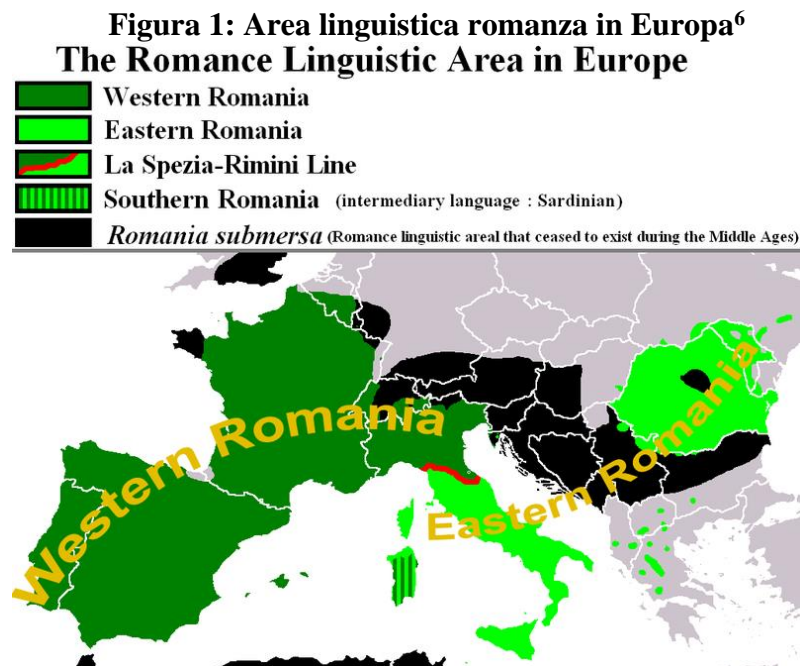 Figura 1: Area linguistica romanza in Europa⁶
The Romance Linguistic Area in Europe
Western Romania
Eastern Romania
La Spezia-Rimini Line
Southern Romania (intermediary language : Sardinian)
Romania submersa (Romance linguistic areal that ceased to exist during the Middle Ages)
Western Romania
Eastern Romania